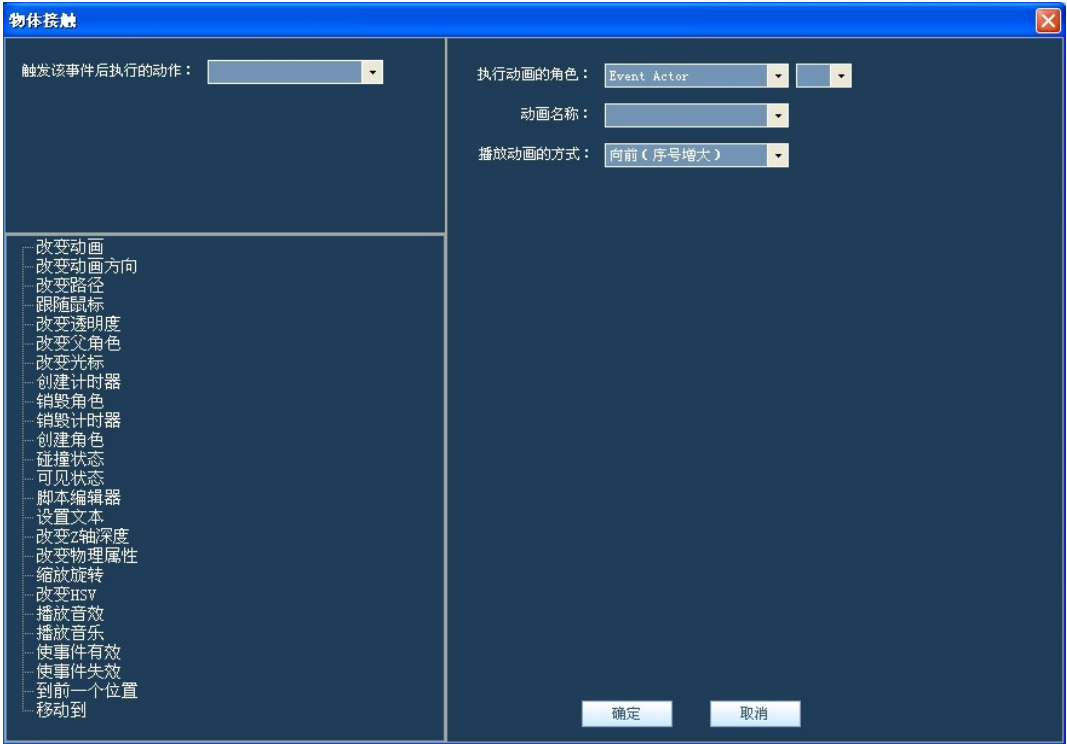 物体接触
触发该事件后执行的动作：
执行动画的角色： Event Actor
动画名称：
播放动画的方式： 向前（序号增大）
改变动画
改变动画方向
改变路径
跟随鼠标
改变透明度
改变父角色
改变光标
创建计时器
销毁角色
销毁计时器
创建角色
碰撞状态
可见状态
脚本编辑器
设置文本
改变Z轴深度
改变物理属性
缩放旋转
改变HSV
播放音效
播放音乐
使事件有效
使事件失效
到前一个位置
移动到
确定 取消